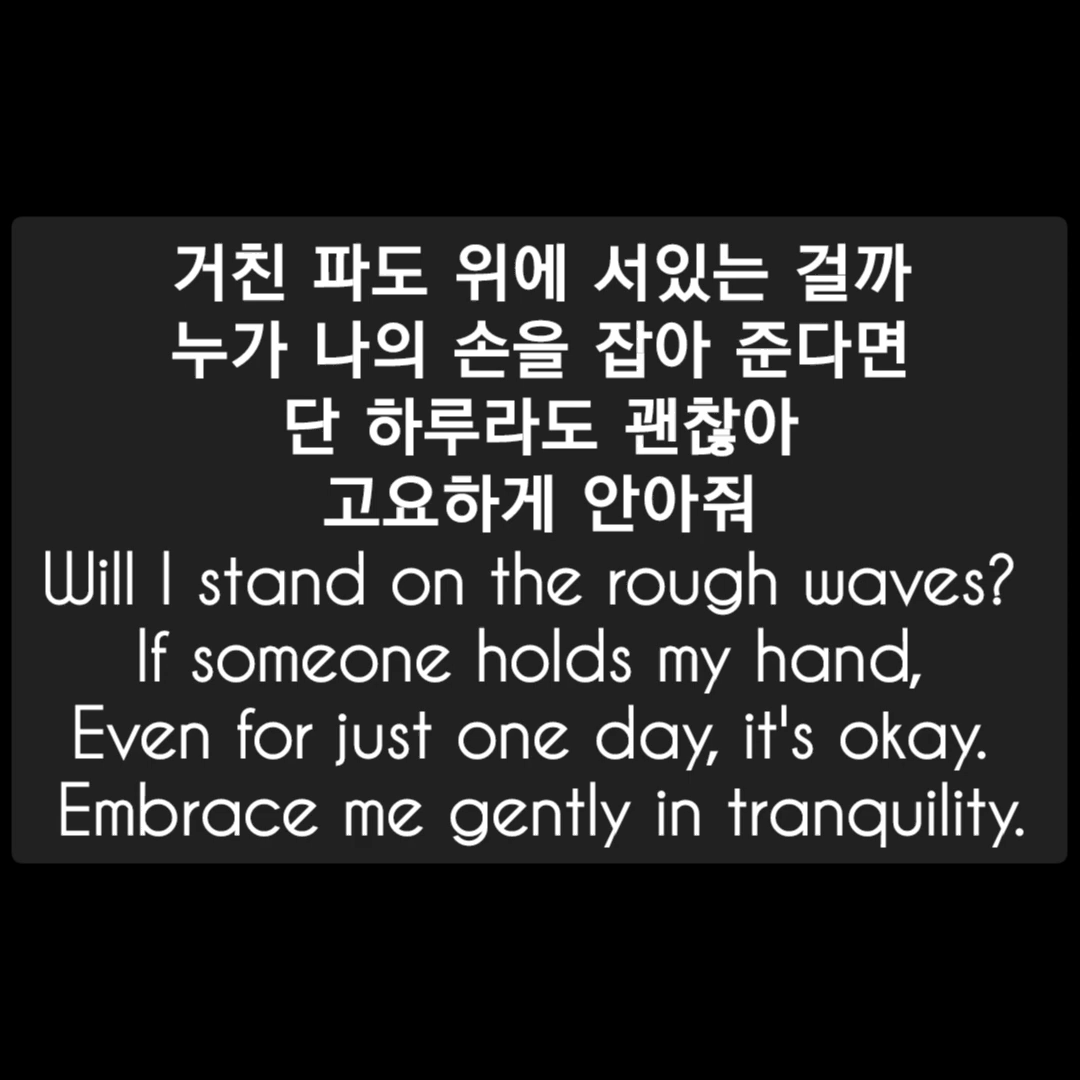 거친 파도 위에 서있는 걸까
누가 나의 손을 잡아 준다면
단 하루라도 괜찮아
고요하게 안아줘
Will I stand on the rough waves?
If someone holds my hand,
Even for just one day, it's okay.
Embrace me gently in tranquility.